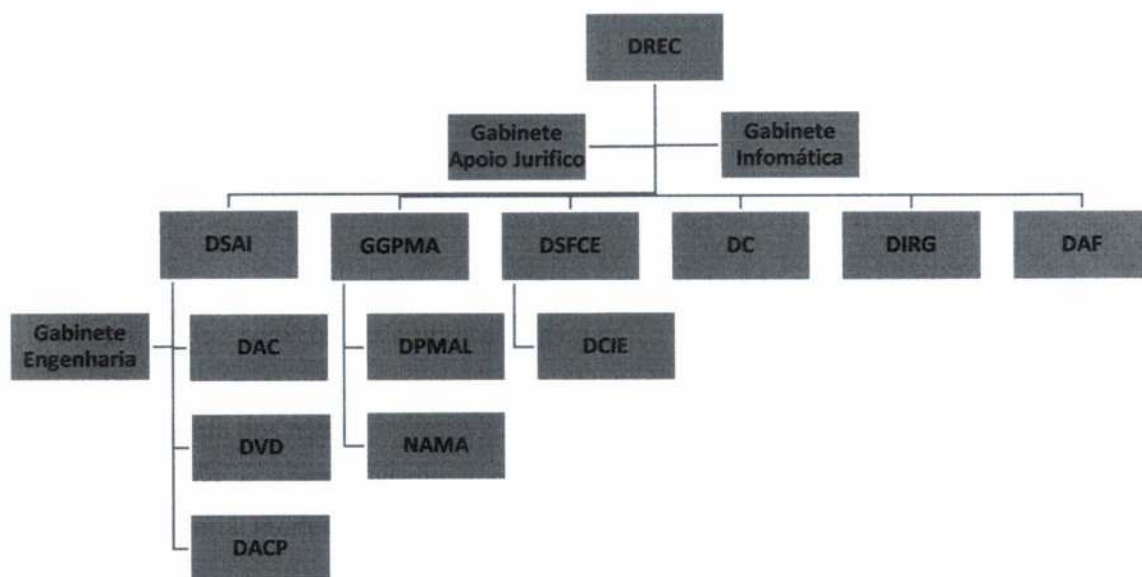 DREC
Gabinete
Apoio Jurifico
Gabinete
Infomática
DSAI
GGPMA
DSFCE
DC
DIRG
DAF
Gabinete
Engenharia
DAC
DPMAL
DCIE
DVD
NAMA
DACP